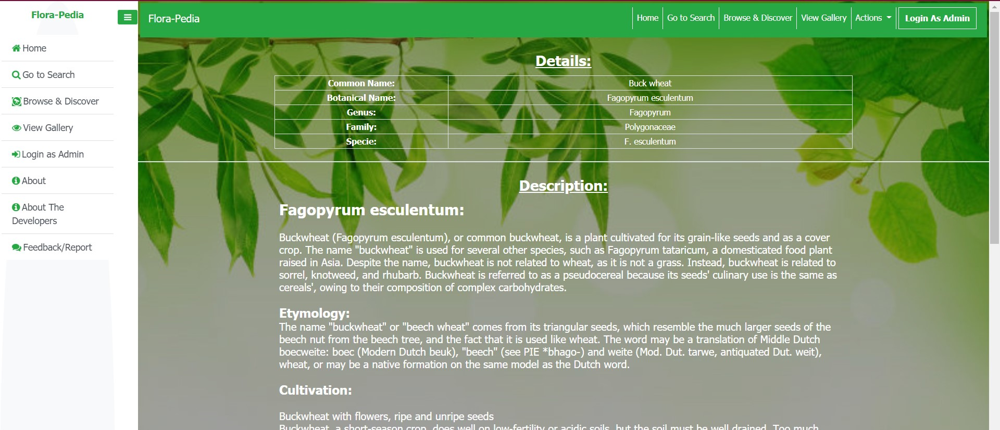 Flora-Pedia
Home
Go to Search
Browse & Discover
View Gallery
Login as Admin
About
About The
Developers
Feedback/Report
Flora-Pedia
Home
Go to Search
Browse & Discover
View Gallery
Actions
Login As Admin
Details:
Common Name: Buck wheat
Botanical Name: Fagopyrum esculentum
Genus: Fagopyrum
Family: Polygonaceae
Specie: F. esculentum
Description:
Fagopyrum esculentum:
Buckwheat (Fagopyrum esculentum), or common buckwheat, is a plant cultivated for its grain-like seeds and as a cover
crop. The name "buckwheat" is used for several other species, such as Fagopyrum tataricum, a domesticated food plant
raised in Asia. Despite the name, buckwheat is not related to wheat, as it is not a grass. Instead, buckwheat is related to
sorrel, knotweed, and rhubarb. Buckwheat is referred to as a pseudocereal because its seeds' culinary use is the same as
cereals', owing to their composition of complex carbohydrates.
Etymology:
The name "buckwheat" or "beech wheat" comes from its triangular seeds, which resemble the much larger seeds of the
beech nut from the beech tree, and the fact that it is used like wheat. The word may be a translation of Middle Dutch
boecweite: boec (Modern Dutch beuk), "beech" (see PIE *bhago-) and weite (Mod. Dut. tarwe, antiquated Dut. weit),
wheat, or may be a native formation on the same model as the Dutch word.
Cultivation:
Buckwheat with flowers, ripe and unripe seeds
Buckwheat, a short-season crop, does well on low-fertility or acidic soils, but the soil must be well drained. Too much